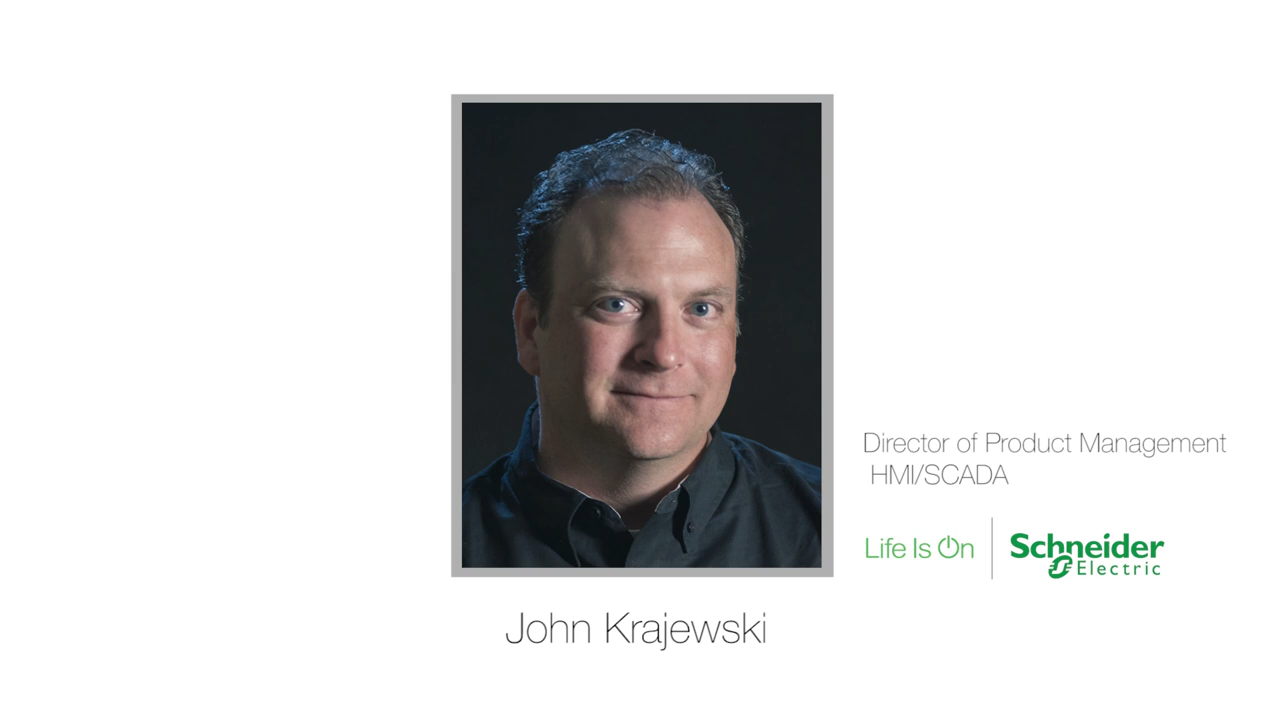 Director of Product Management
HMI/SCADA
Life Is On
Schneider
Electric
John Krajewski